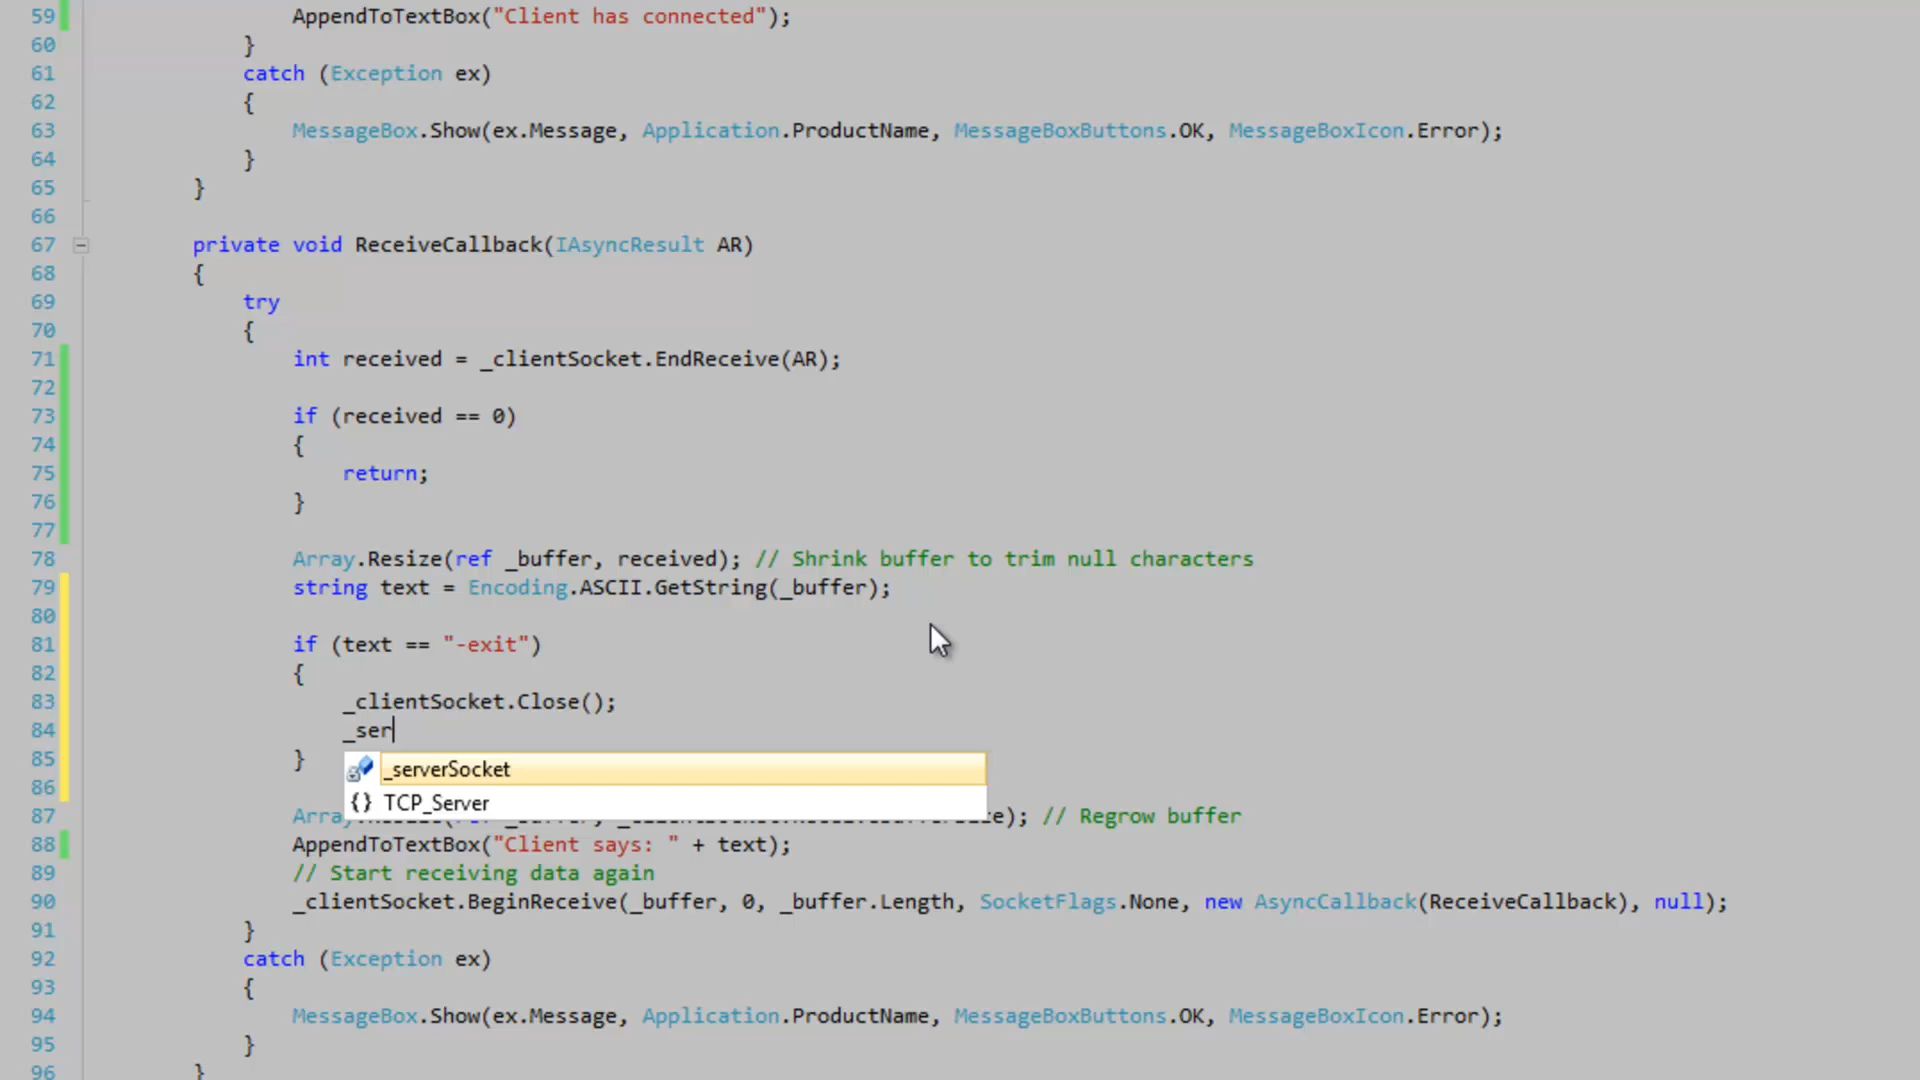 59 AppendToTextBox("Client has connected");
60 }
61 catch (Exception ex)
62 {
63 MessageBox.Show(ex.Message, Application.ProductName, MessageBoxButtons.OK, MessageBoxIcon.Error);
64 }
65 }
66
67 private void ReceiveCallback(IAsyncResult AR)
68 {
69 try
70 {
71 int received = _clientSocket.EndReceive(AR);
72
73 if (received == 0)
74 {
75 return;
76 }
77
78 Array.Resize(ref _buffer, received); // Shrink buffer to trim null characters
79 string text = Encoding.ASCII.GetString(_buffer);
80
81 if (text == "-exit")
82 {
83 _clientSocket.Close();
84 _ser
85 }
_serverSocket
86
{} TCP_Server
87 // Regrow buffer
88 AppendToTextBox("Client says: " + text);
89 // Start receiving data again
90 _clientSocket.BeginReceive(_buffer, 0, _buffer.Length, SocketFlags.None, new AsyncCallback(ReceiveCallback), null);
91 }
92 catch (Exception ex)
93 {
94 MessageBox.Show(ex.Message, Application.ProductName, MessageBoxButtons.OK, MessageBoxIcon.Error);
95 }
96 }